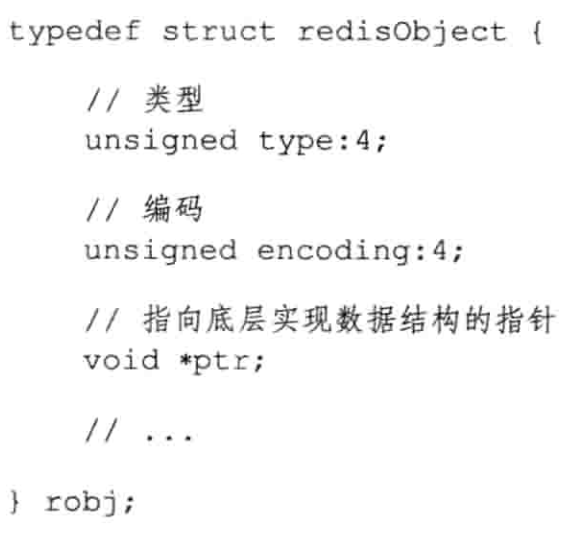 typedef struct redisObject {
// 类型
unsigned type:4;
// 编码
unsigned encoding:4;
// 指向底层实现数据结构的指针
void *ptr;
// ...
} robj;